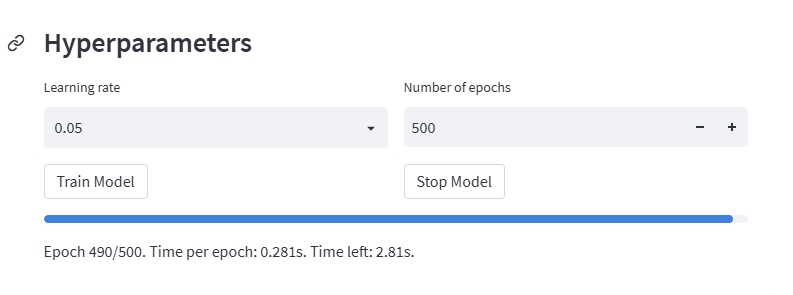 Hyperparameters
Learning rate
Number of epochs
0.05
500
Train Model
Stop Model
Epoch 490/500. Time per epoch: 0.281s. Time left: 2.81s.